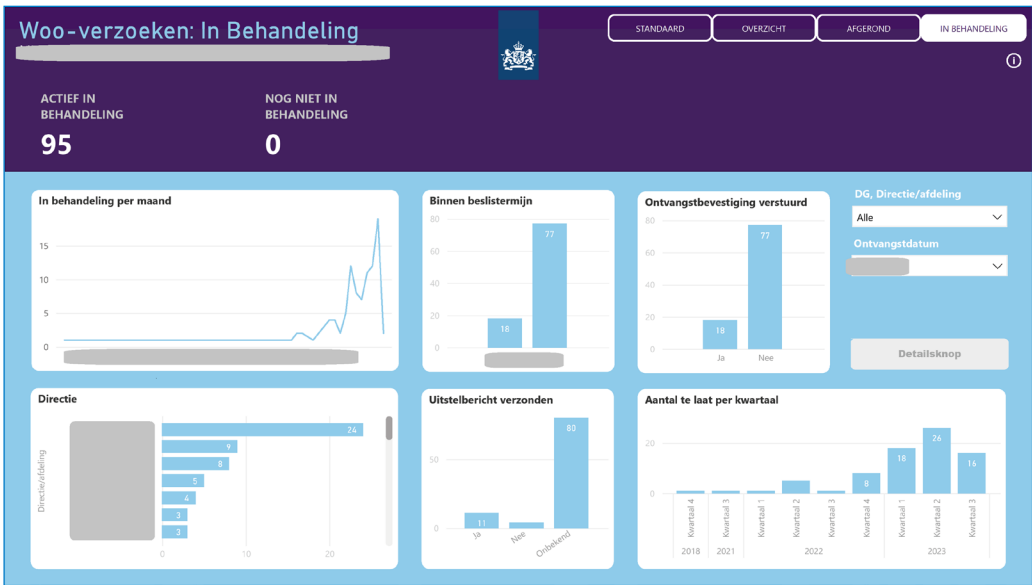 Woo-verzoeken: In Behandeling
STANDAARD
OVERZICHT
AFGEROND
IN BEHANDELING
ACTIEF IN
BEHANDELING
95
NOG NIET IN
BEHANDELING
0
In behandeling per maand
15
10
5
0
Binnen beslistermijn
80
60
40
20
0
18
77
Ontvangstbevestiging verstuurd
80
60
40
20
0
18
77
Ja
Nee
DG, Directie/afdeling
Alle
Ontvangstdatum
Detailsknop
Directie
Directie/afdeling
24
9
8
5
4
3
3
0
10
20
Uitstelbericht verzonden
50
0
11
80
Ja
Nee
Onbekend
Aantal te laat per kwartaal
20
0
8
18
26
16
Kwartaal 4
Kwartaal 3
Kwartaal 1
Kwartaal 2
Kwartaal 3
Kwartaal 4
Kwartaal 1
Kwartaal 2
Kwartaal 3
2018
2021
2022
2023